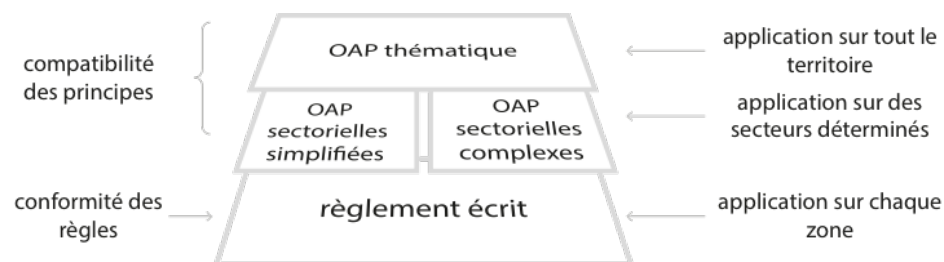 compatibilité
des principes
OAP thématique
application sur tout le
territoire
OAP
sectorielles
simplifiées
OAP
sectorielles
complexes
application sur des
secteurs déterminés
conformité des
règles
règlement écrit
application sur chaque
zone